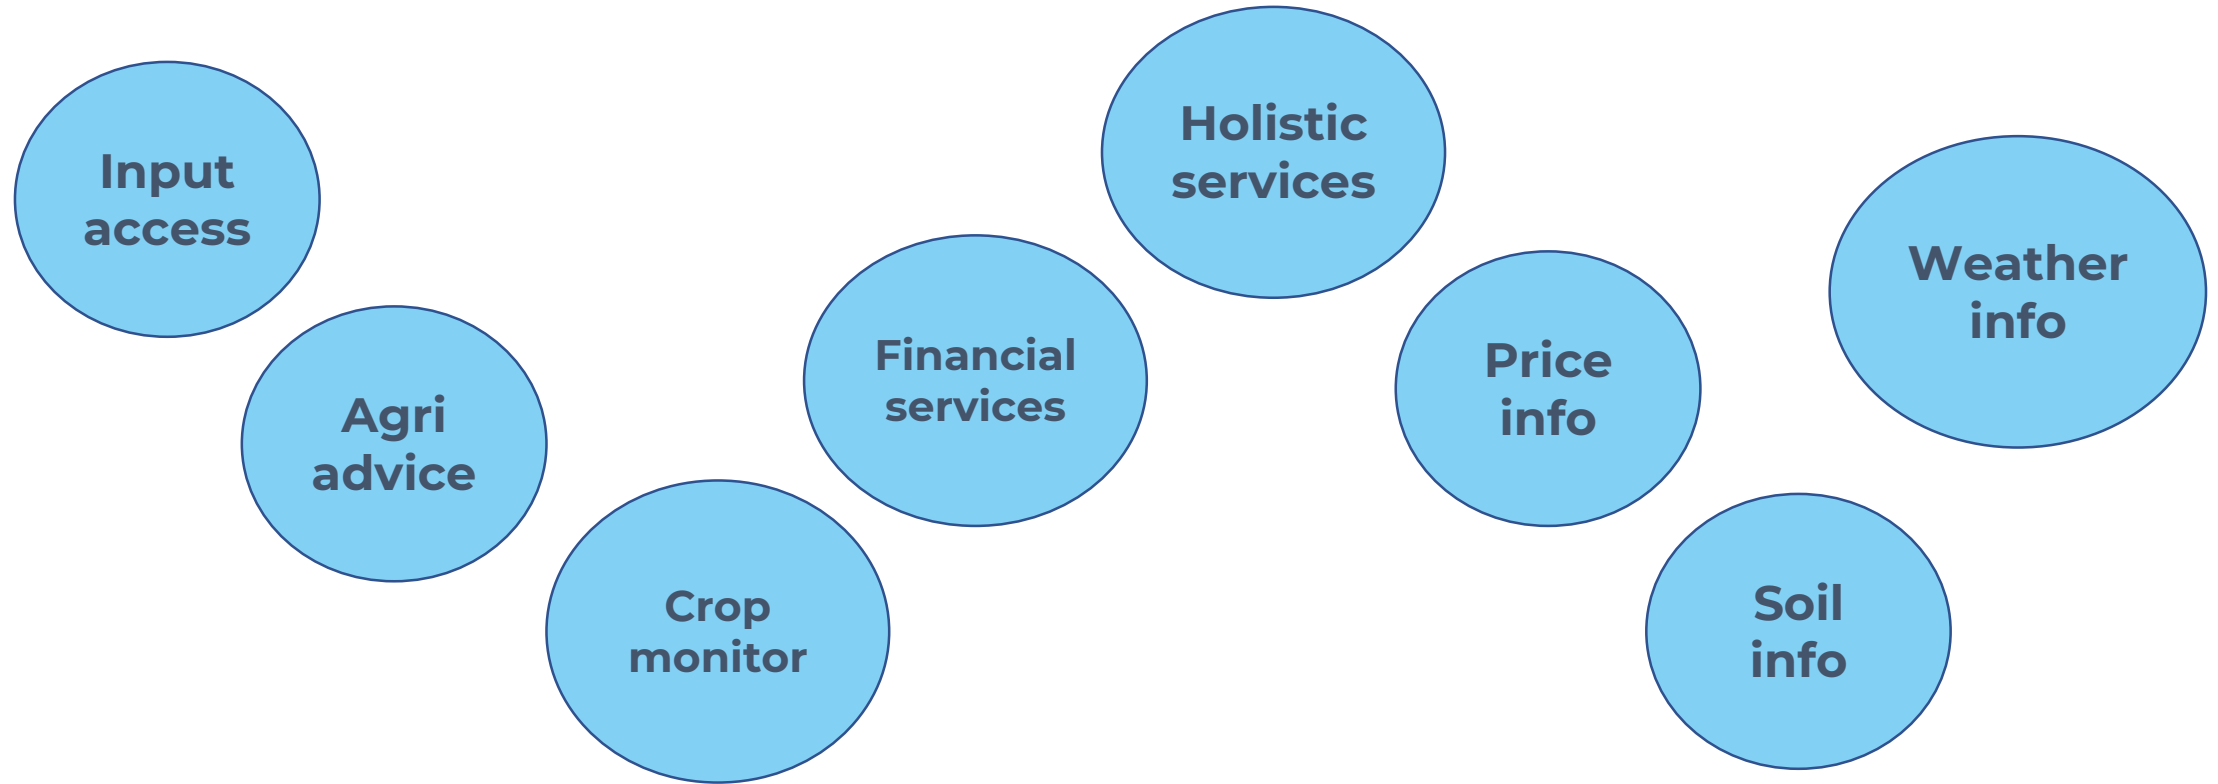 Input
access
Agri
advice
Crop
monitor
Financial
services
Holistic
services
Price
info
Soil
info
Weather
info